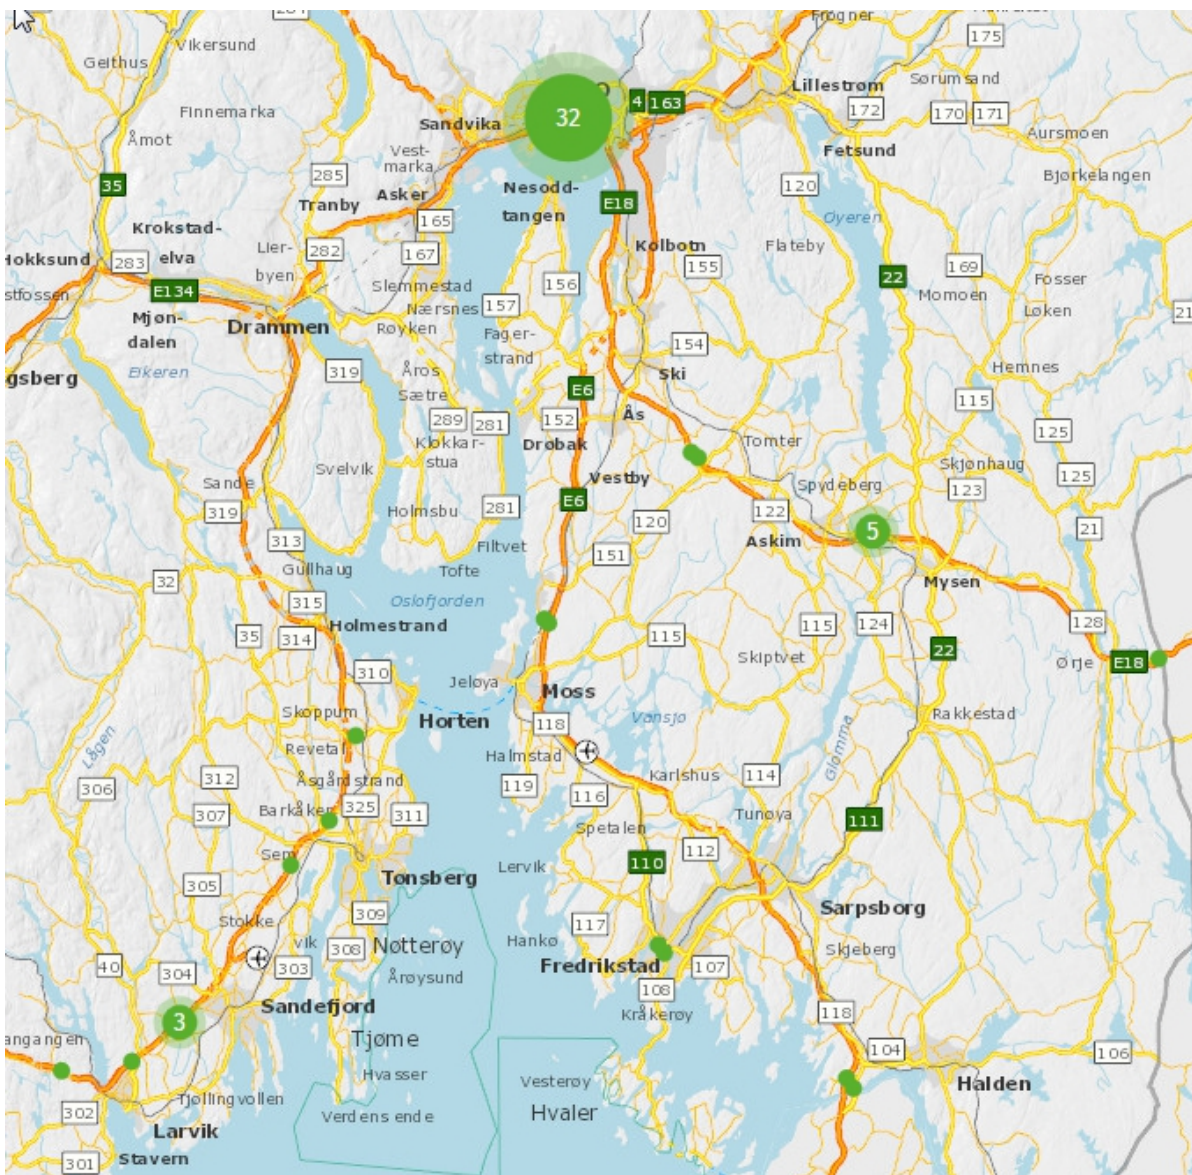 Frogner
175
Vikersund
Geithus
Lillestrøm
Sørumsand
Finnemarka
4
163
172
170
171
32
Sandvika
Åmot
Aursmoen
Vest-
marka
Fetsund
285
35
Asker
Nesodd-
tangen
120
Bjørkelangen
Tranby
E18
165
Øyeren
Krokstad-
elva
Lier-
byen
282
Kolbotn
Flateby
Hokksund
283
167
155
169
22
Fosser
E134
Slemmestad
156
Momoen
stfossen
157
Nærsnes
Løken
21
Mjøn-
dalen
Drammen
Røyken
Fager-
strand
154
Eikeren
319
Åros
Ski
Hemnes
gsberg
Sætre
E6
115
289
281
152
Ås
125
Klokkar-
stua
Drøbak
Tomter
Svelvik
Skjønhaug
Sande
Vestby
Spydeberg
125
123
319
Holmsbu
281
E6
120
122
5
21
313
Filtvet
151
Askim
Gullhaug
Tofte
Mysen
32
315
Oslofjorden
35
314
Holmestrand
115
115
124
128
22
Skiptvet
Ørje
E18
310
Jeløya
Moss
Skoppum
Horten
118
Vansjø
Rakkestad
Lågen
Revetal
Halmstad
Glomma
312
Åsgårdstrand
119
Karlshus
114
306
116
307
Barkåker
325
311
Spetalen
Tunøya
111
Sem
110
112
Lervik
305
Tønsberg
Sarpsborg
Stokke
309
117
Vik
308
Nøtterøy
Hankø
Skjeberg
40
304
303
Årøysund
Fredrikstad
107
108
Sandefjord
118
3
Kråkerøy
angangen
Tjøme
104
106
Hvasser
Vesterøy
Halden
302
Tjøllingvollen
Verdens ende
Hvaler
Larvik
301
Stavern